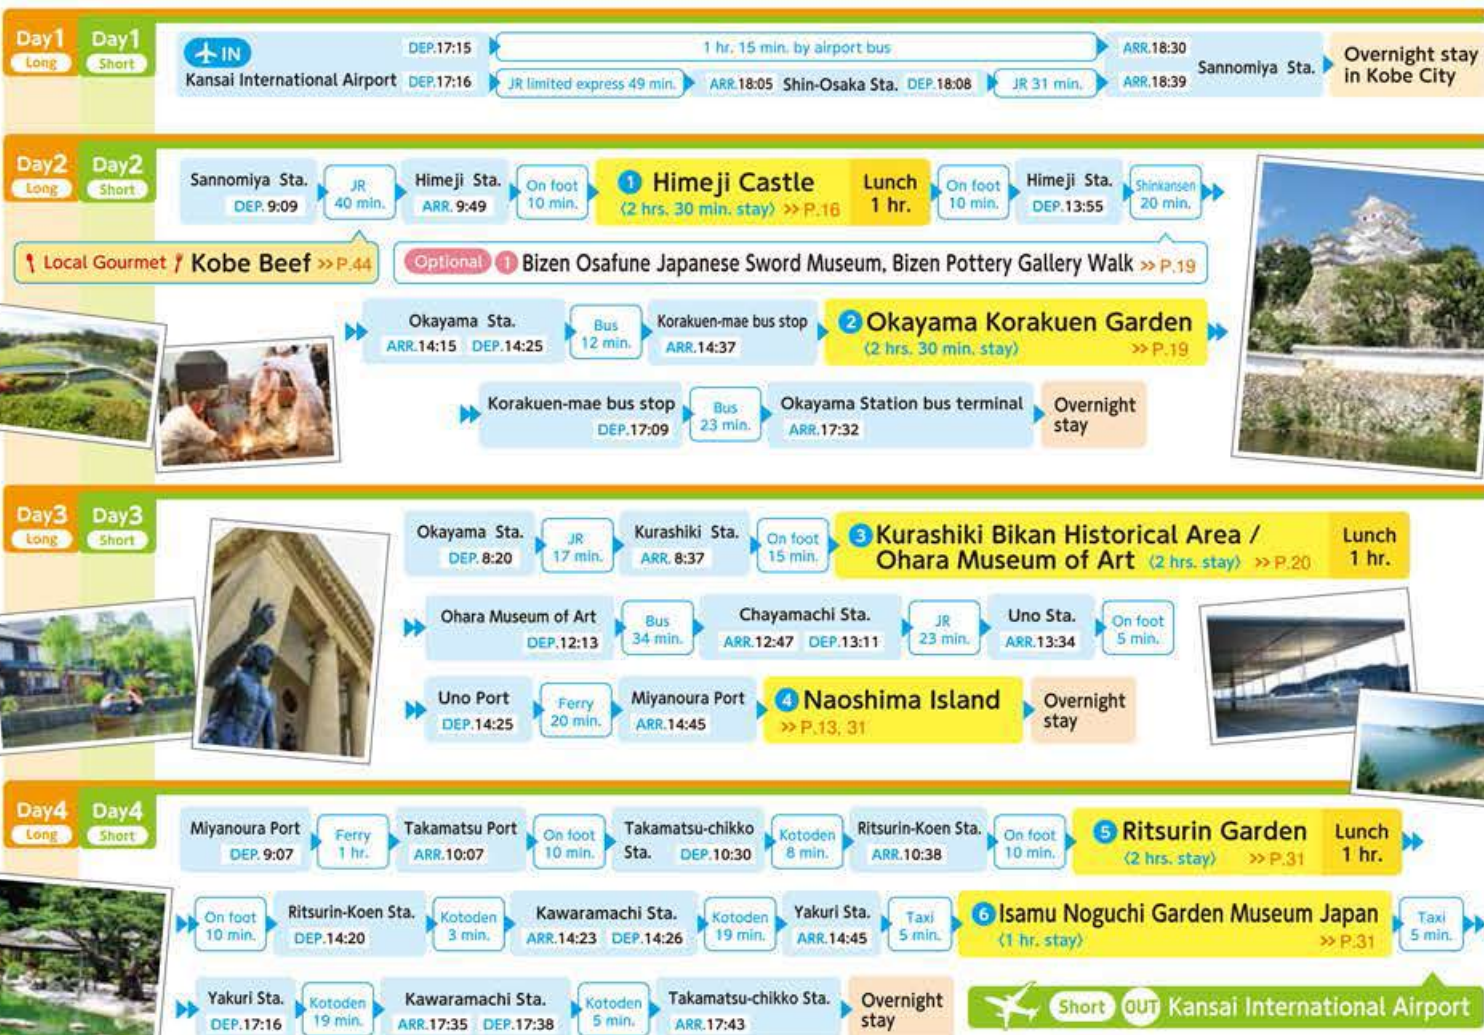 Day1 Long
Day1 Short
IN
Kansai International Airport
DEP.17:15
1 hr. 15 min. by airport bus
ARR.18:30
DEP.17:16
JR limited express 49 min.
ARR.18:05 Shin-Osaka Sta. DEP.18:08
JR 31 min.
ARR.18:39
Sannomiya Sta.
Overnight stay
in Kobe City
Day2 Long
Day2 Short
Sannomiya Sta.
DEP. 9:09
JR
40 min.
Himeji Sta.
ARR. 9:49
On foot
10 min.
1 Himeji Castle
〈2 hrs. 30 min. stay〉 >> P.16
Lunch
1 hr.
On foot
10 min.
Himeji Sta.
DEP.13:55
Shinkansen
20 min.
Local Gourmet Kobe Beef >> P.44
Optional 1 Bizen Osafune Japanese Sword Museum, Bizen Pottery Gallery Walk >> P.19
Okayama Sta.
ARR.14:15 DEP.14:25
Bus
12 min.
Korakuen-mae bus stop
ARR.14:37
2 Okayama Korakuen Garden
〈2 hrs. 30 min. stay〉 >> P.19
Korakuen-mae bus stop
DEP.17:09
Bus
23 min.
Okayama Station bus terminal
ARR.17:32
Overnight
stay
Day3 Long
Day3 Short
Okayama Sta.
DEP. 8:20
JR
17 min.
Kurashiki Sta.
ARR. 8:37
On foot
15 min.
3 Kurashiki Bikan Historical Area /
Ohara Museum of Art 〈2 hrs. stay〉 >> P.20
Lunch
1 hr.
Ohara Museum of Art
DEP.12:13
Bus
34 min.
Chayamachi Sta.
ARR.12:47 DEP.13:11
JR
23 min.
Uno Sta.
ARR.13:34
On foot
5 min.
Uno Port
DEP.14:25
Ferry
20 min.
Miyanoura Port
ARR.14:45
4 Naoshima Island
>> P.13, 31
Overnight
stay
Day4 Long
Day4 Short
Miyanoura Port
DEP. 9:07
Ferry
1 hr.
Takamatsu Port
ARR.10:07
On foot
10 min.
Takamatsu-chikko
Sta. DEP.10:30
Kotoden
8 min.
Ritsurin-Koen Sta.
ARR.10:38
On foot
10 min.
5 Ritsurin Garden
〈2 hrs. stay〉 >> P.31
Lunch
1 hr.
On foot
10 min.
Ritsurin-Koen Sta.
DEP.14:20
Kotoden
3 min.
Kawaramachi Sta.
ARR.14:23 DEP.14:26
Kotoden
19 min.
Yakuri Sta.
ARR.14:45
Taxi
5 min.
6 Isamu Noguchi Garden Museum Japan
〈1 hr. stay〉 >> P.31
Taxi
5 min.
Yakuri Sta.
DEP.17:16
Kotoden
19 min.
Kawaramachi Sta.
ARR.17:35 DEP.17:38
Kotoden
5 min.
Takamatsu-chikko Sta.
ARR.17:43
Overnight
stay
Short OUT Kansai International Airport